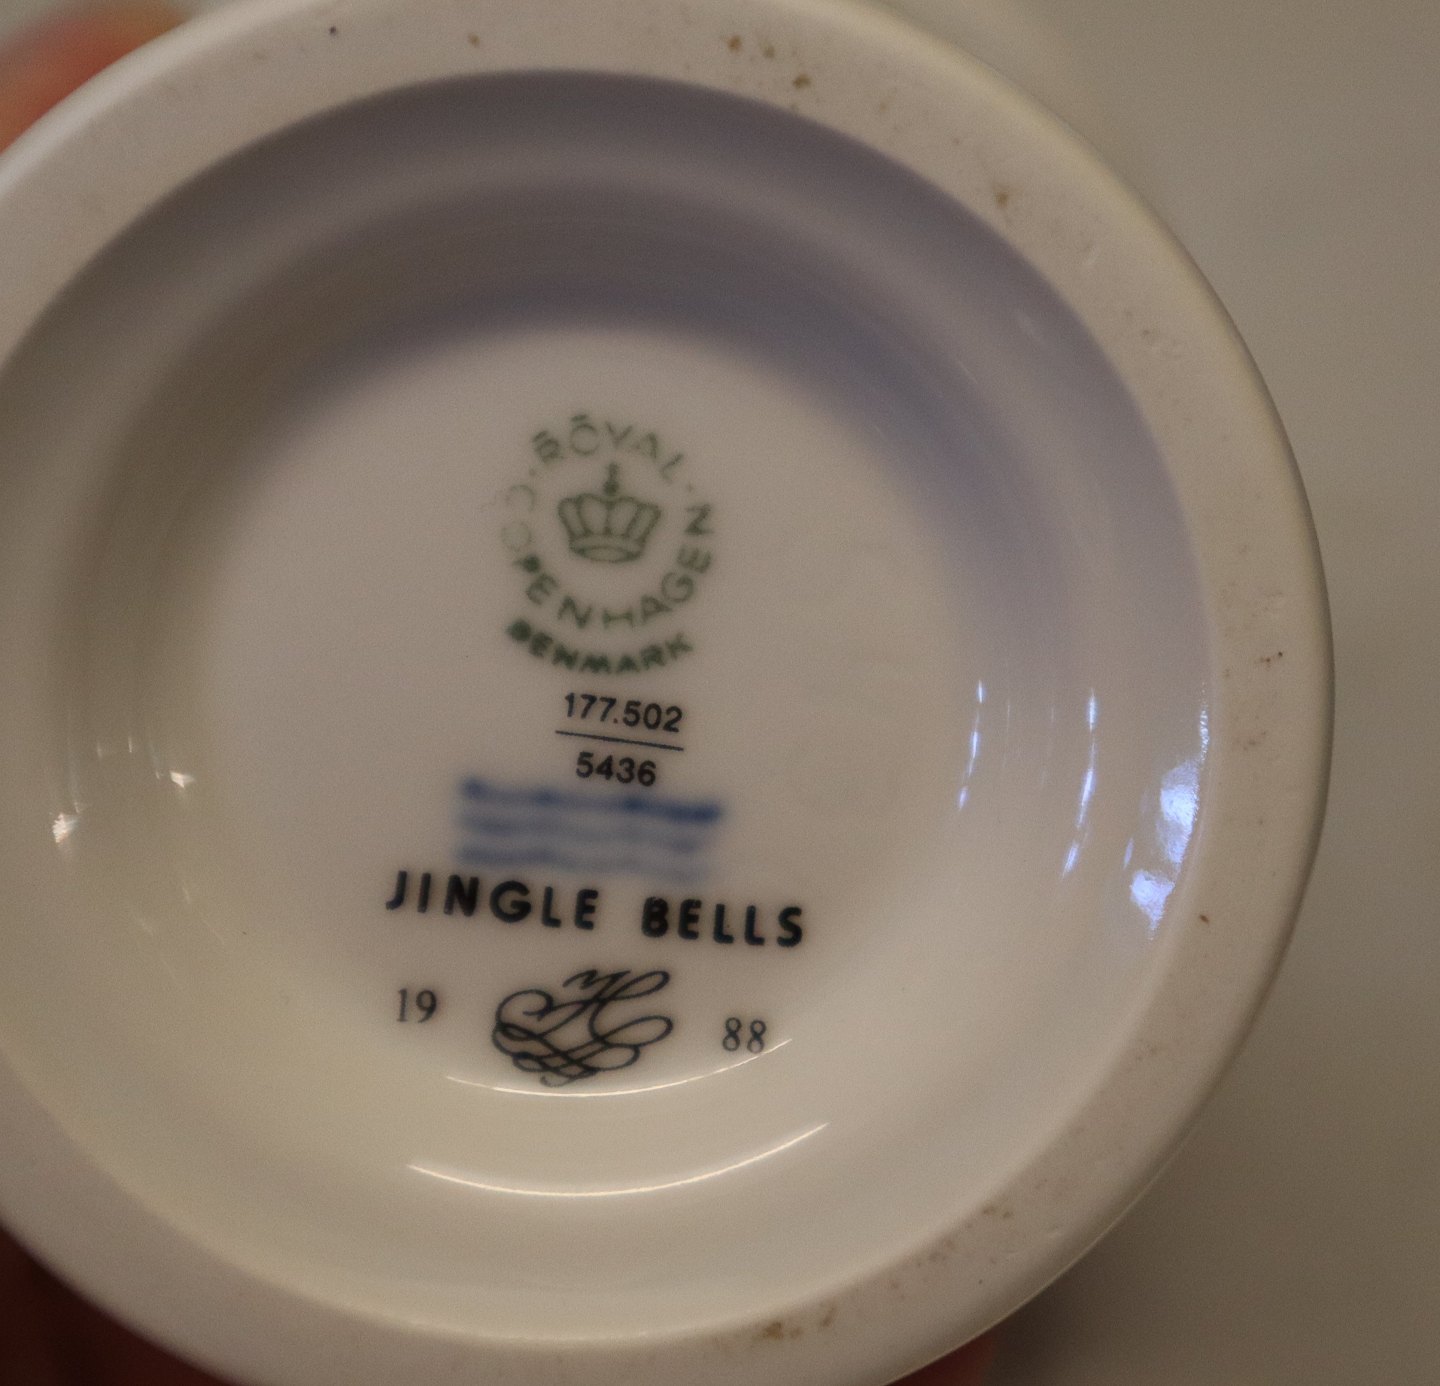 ROYAL
COPENHAGEN
DENMARK
177.502
5436
JINGLE BELLS
19 88